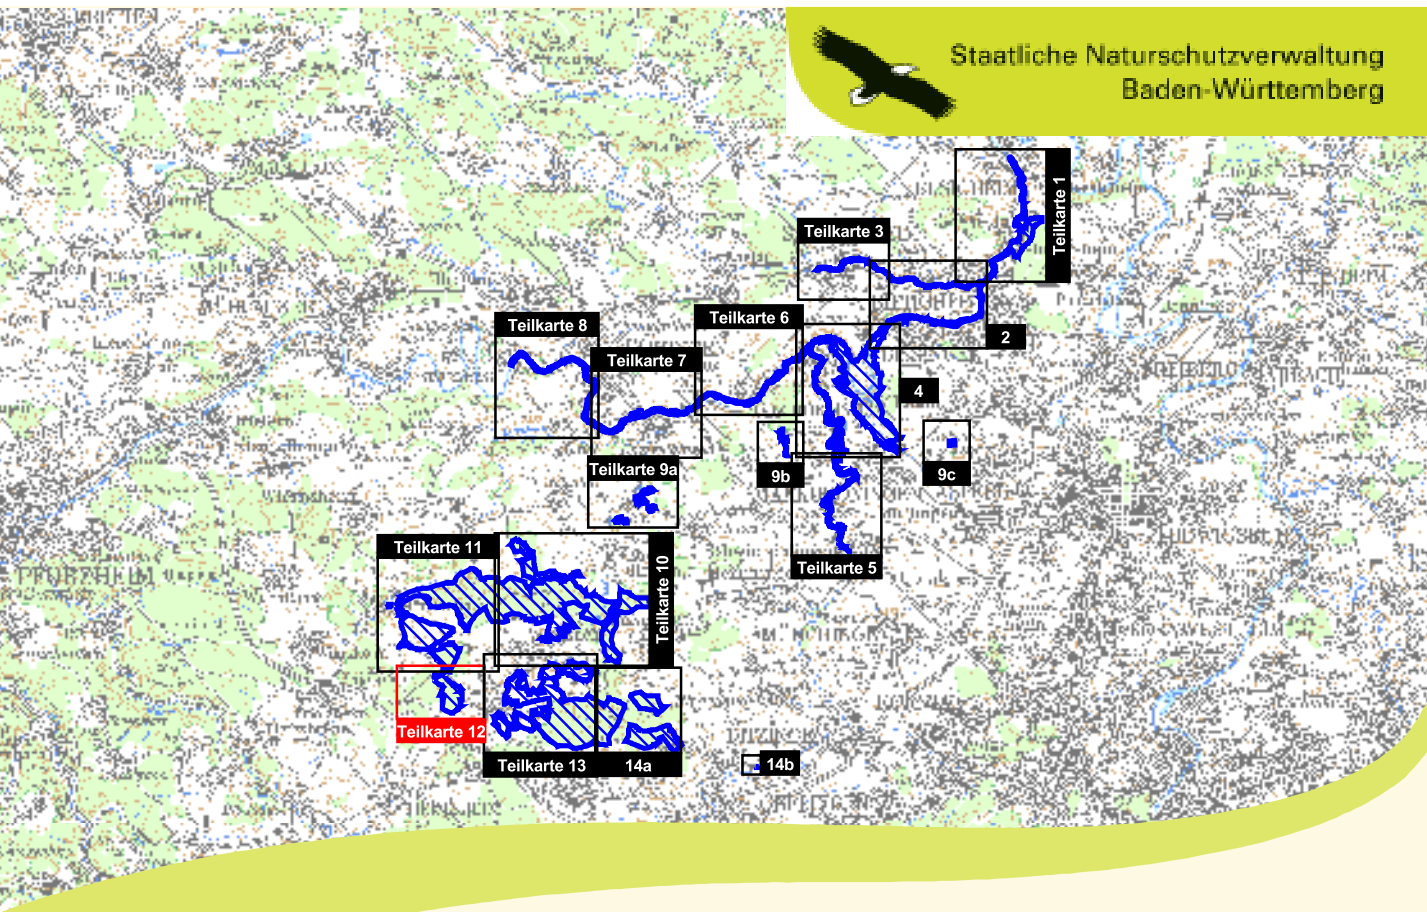 Staatliche Naturschutzverwaltung
Baden-Württemberg
Teilkarte 1
Teilkarte 3
Teilkarte 6
Teilkarte 8
2
Teilkarte 7
4
Teilkarte 9a
9b
9c
Teilkarte 11
Teilkarte 10
Teilkarte 5
Teilkarte 12
Teilkarte 13
14a
14b
PFORZHEIM